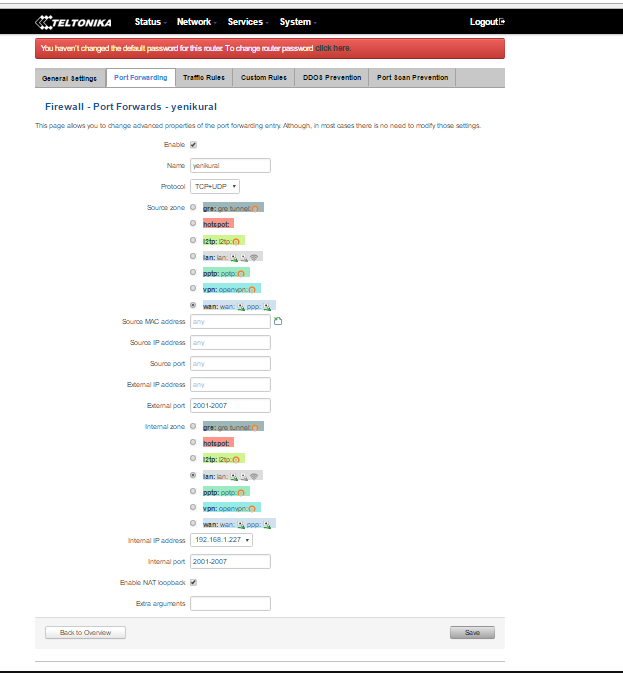 TELTONIKA Status Network Services System Logout
You haven't changed the default password for this router. To change router password click here.
General Settings Port Forwarding Traffic Rules Custom Rules DDOS Prevention Port Scan Prevention
Firewall - Port Forwards - yenikural
This page allows you to change advanced properties of the port forwarding entry. Although, in most cases there is no need to modify those settings.
Enable
Name yenikural
Protocol TCP+UDP
Source zone gre: gre tunnel:
hotspot:
l2tp: l2tp:
lan: lan:
pptp: pptp:
vpn: openvpn:
wan: wan: ppp:
Source MAC address any
Source IP address any
Source port any
External IP address any
External port 2001-2007
Internal zone gre: gre tunnel:
hotspot:
l2tp: l2tp:
lan: lan:
pptp: pptp:
vpn: openvpn:
wan: wan: ppp:
Internal IP address 192.168.1.227
Internal port 2001-2007
Enable NAT loopback
Extra arguments
Back to Overview Save